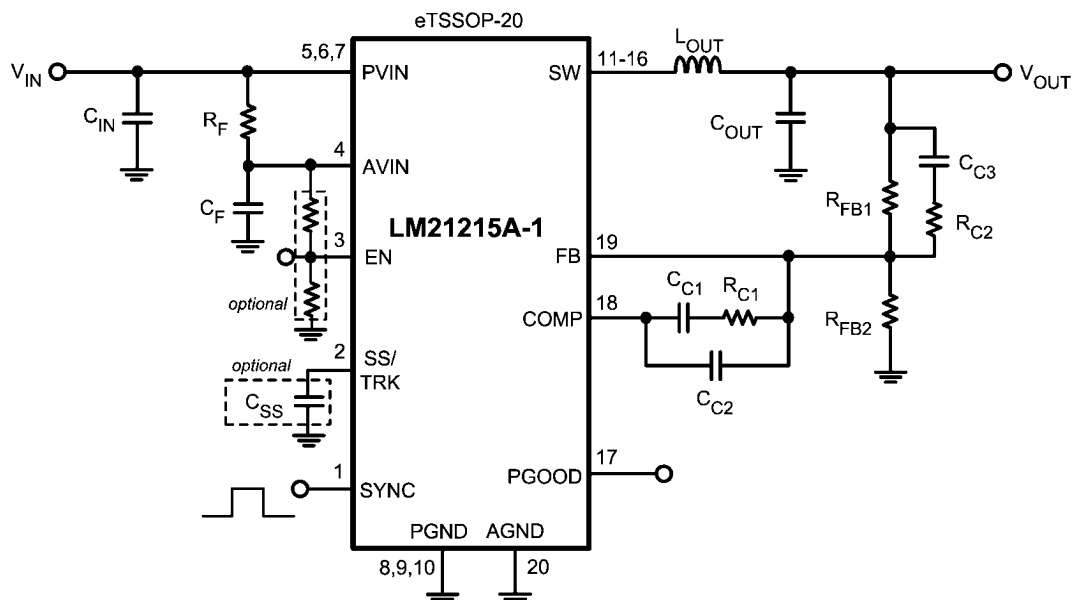 eTSSOP-20
5,6,7
11-16
L_OUT
V_IN
PVIN
SW
V_OUT
C_IN
R_F
C_OUT
4
AVIN
C_C3
C_F
R_FB1
R_C2
LM21215A-1
3
EN
19
FB
optional
C_C1
R_C1
18
COMP
R_FB2
2
SS/
TRK
optional
C_SS
C_C2
17
PGOOD
1
SYNC
PGND
AGND
8,9,10
20